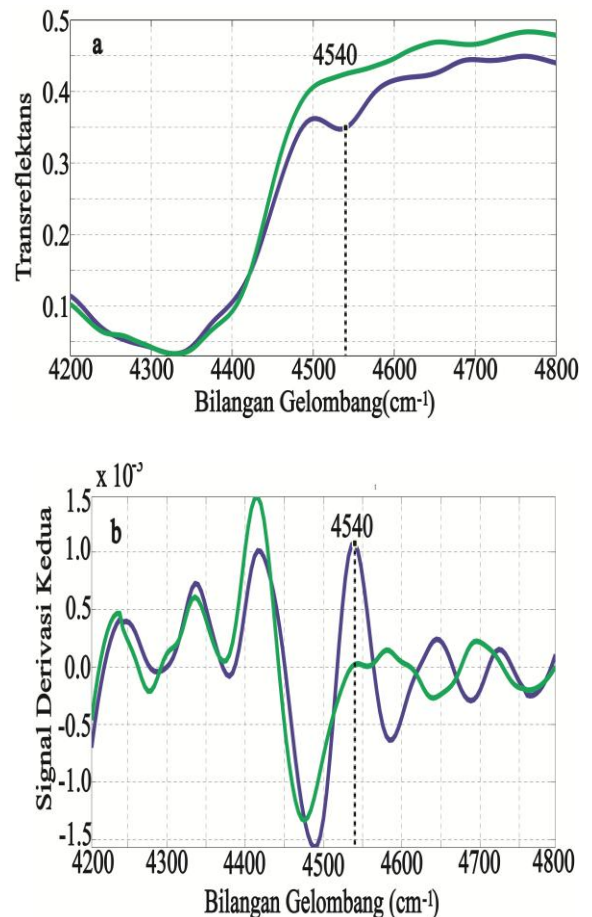 a
4540
0.5
0.4
0.3
0.2
0.1
Transreflektans
4200 4300 4400 4500 4600 4700 4800
Bilangan Gelombang(cm-1)
x 10-3
b
4540
1.5
1.0
0.5
0.0
-0.5
-1.0
-1.5
Signal Derivasi Kedua
4200 4300 4400 4500 4600 4700 4800
Bilangan Gelombang (cm-1)